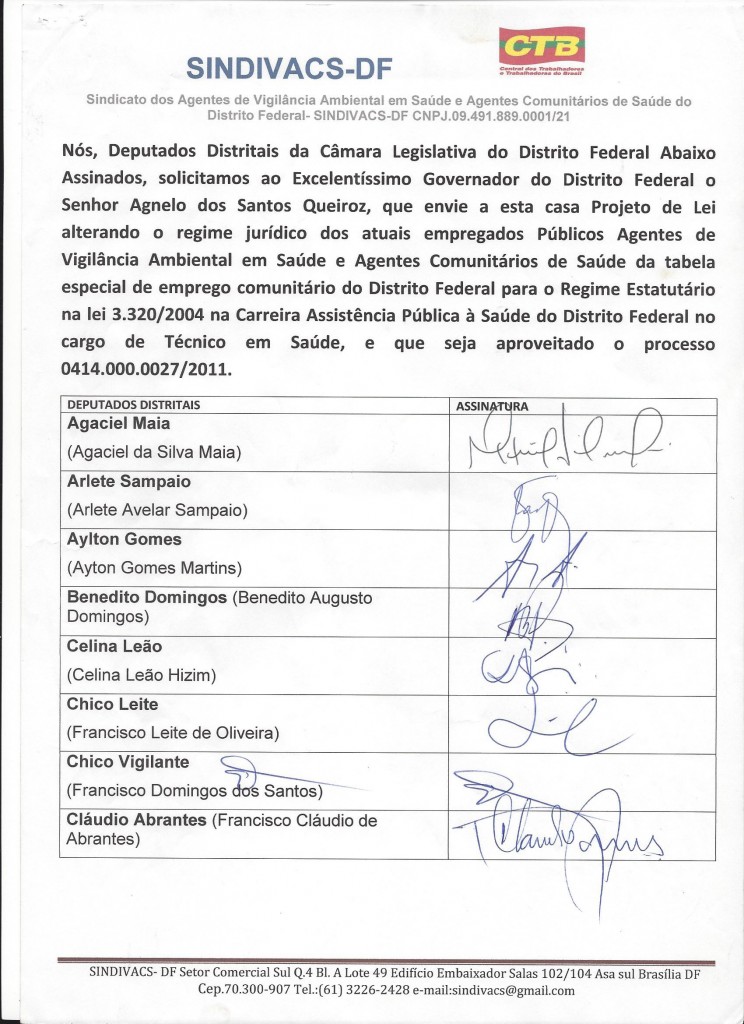 CTB
Central dos Trabalhadores
e Trabalhadoras do Brasil
SINDIVACS-DF
Sindicato dos Agentes de Vigilância Ambiental em Saúde e Agentes Comunitários de Saúde do
Distrito Federal- SINDIVACS-DF CNPJ.09.491.889.0001/21
Nós, Deputados Distritais da Câmara Legislativa do Distrito Federal Abaixo
Assinados, solicitamos ao Excelentíssimo Governador do Distrito Federal o
Senhor Agnelo dos Santos Queiroz, que envie a esta casa Projeto de Lei
alterando o regime jurídico dos atuais empregados Públicos Agentes de
Vigilância Ambiental em Saúde e Agentes Comunitários de Saúde da tabela
especial de emprego comunitário do Distrito Federal para o Regime Estatutário
na lei 3.320/2004 na Carreira Assistência Pública à Saúde do Distrito Federal no
cargo de Técnico em Saúde, e que seja aproveitado o processo
0414.000.0027/2011.
DEPUTADOS DISTRITAIS ASSINATURA
Agaciel Maia
(Agaciel da Silva Maia)
Arlete Sampaio
(Arlete Avelar Sampaio)
Aylton Gomes
(Ayton Gomes Martins)
Benedito Domingos (Benedito Augusto
Domingos)
Celina Leão
(Celina Leão Hizim)
Chico Leite
(Francisco Leite de Oliveira)
Chico Vigilante
(Francisco Domingos dos Santos)
Cláudio Abrantes (Francisco Cláudio de
Abrantes)
SINDIVACS- DF Setor Comercial Sul Q.4 Bl. A Lote 49 Edifício Embaixador Salas 102/104 Asa sul Brasília DF
Cep.70.300-907 Tel.:(61) 3226-2428 e-mail:sindivacs@gmail.com